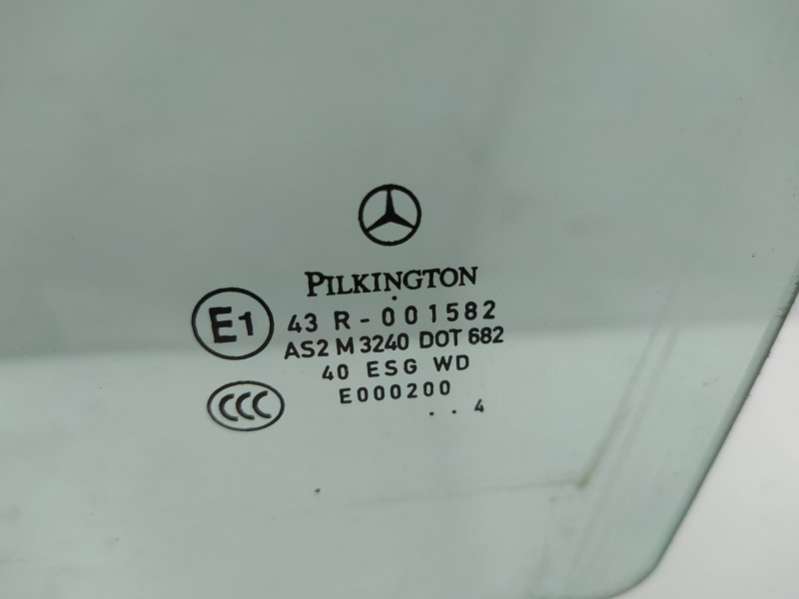 PILKINGTON
E1 43 R - 001582
AS2 M 3240 DOT 682
40 ESG WD
CCC E000200
. . 4